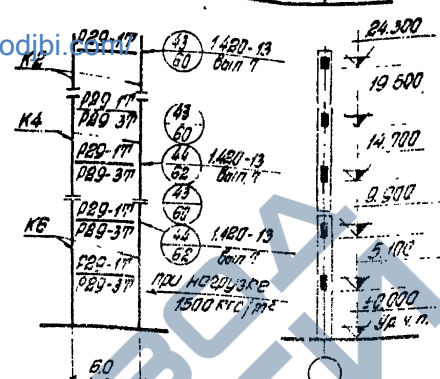 odibi.com/
Р29-1Т
43
60
1.420-13
вып. 7
24.300
К2
19.500
Р29-1Т
Р29-3Т
43
60
К4
14.700
Р29-1Т
Р29-3Т
44
62
1.420-13
вып. 7
43
60
9.900
Р29-1Т
Р29-3Т
К6
44
62
1.420-13
вып. 7
5.100
Р29-1Т
Р29-3Т
при нагрузке
1500 кгс/м²
±0.000
Ур. ч. п.
6.0